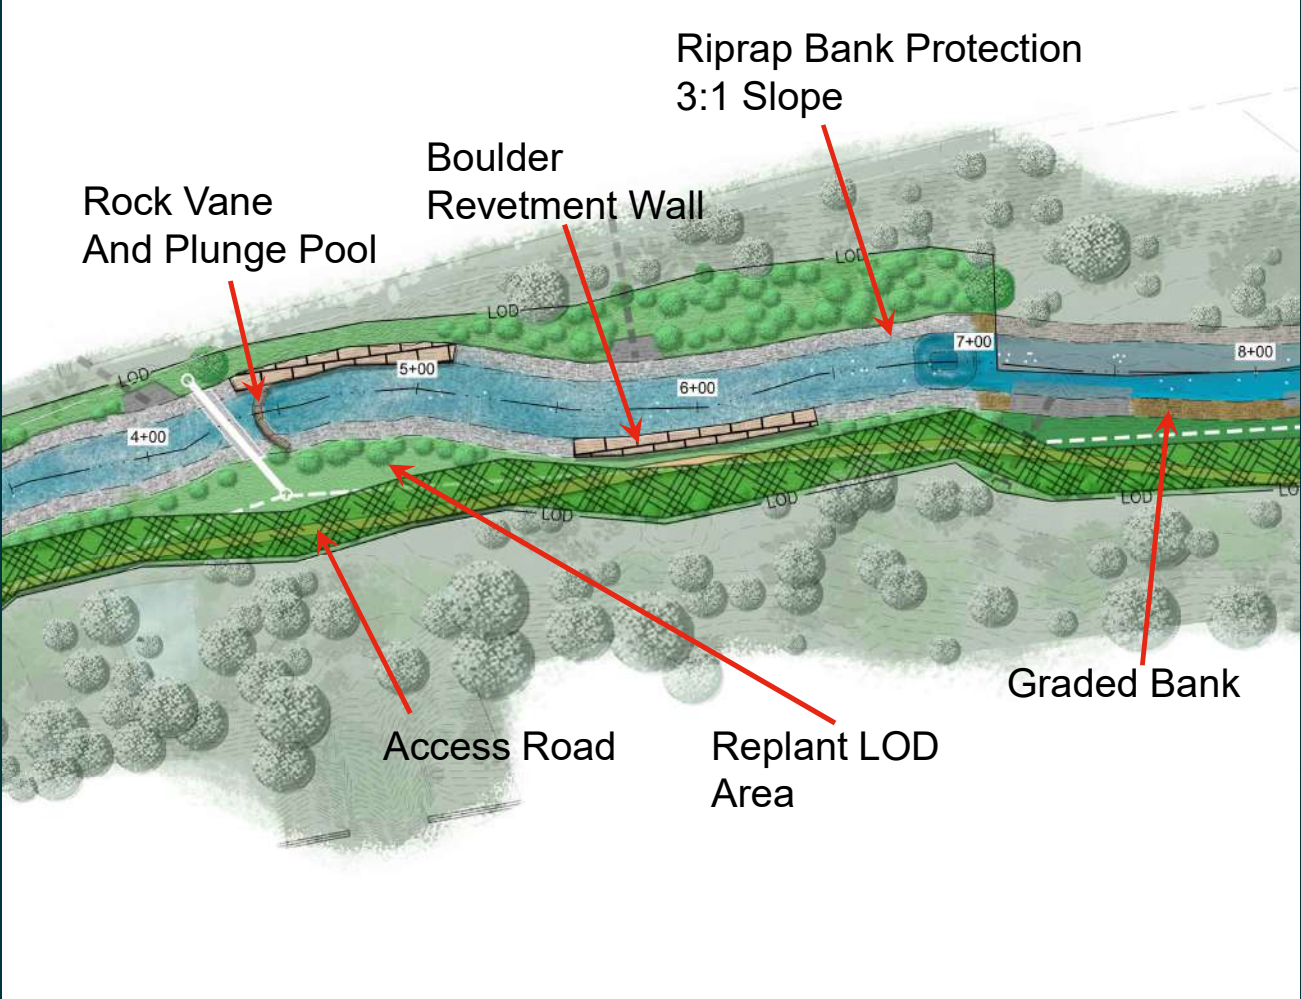 Riprap Bank Protection
3:1 Slope
Boulder
Revetment Wall
Rock Vane
And Plunge Pool
LOD
LOD
LOD
7+00
8+00
5+00
6+00
4+00
LOD
LOD
LOD
LO
Graded Bank
Access Road
Replant LOD
Area